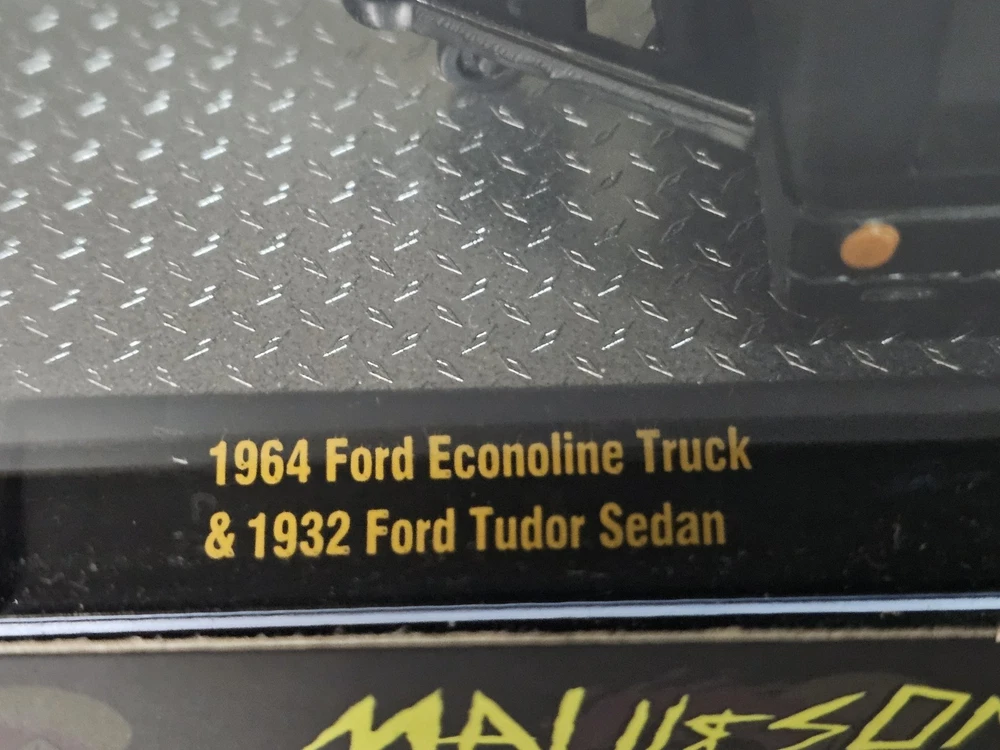 1964 Ford Econoline Truck
& 1932 Ford Tudor Sedan